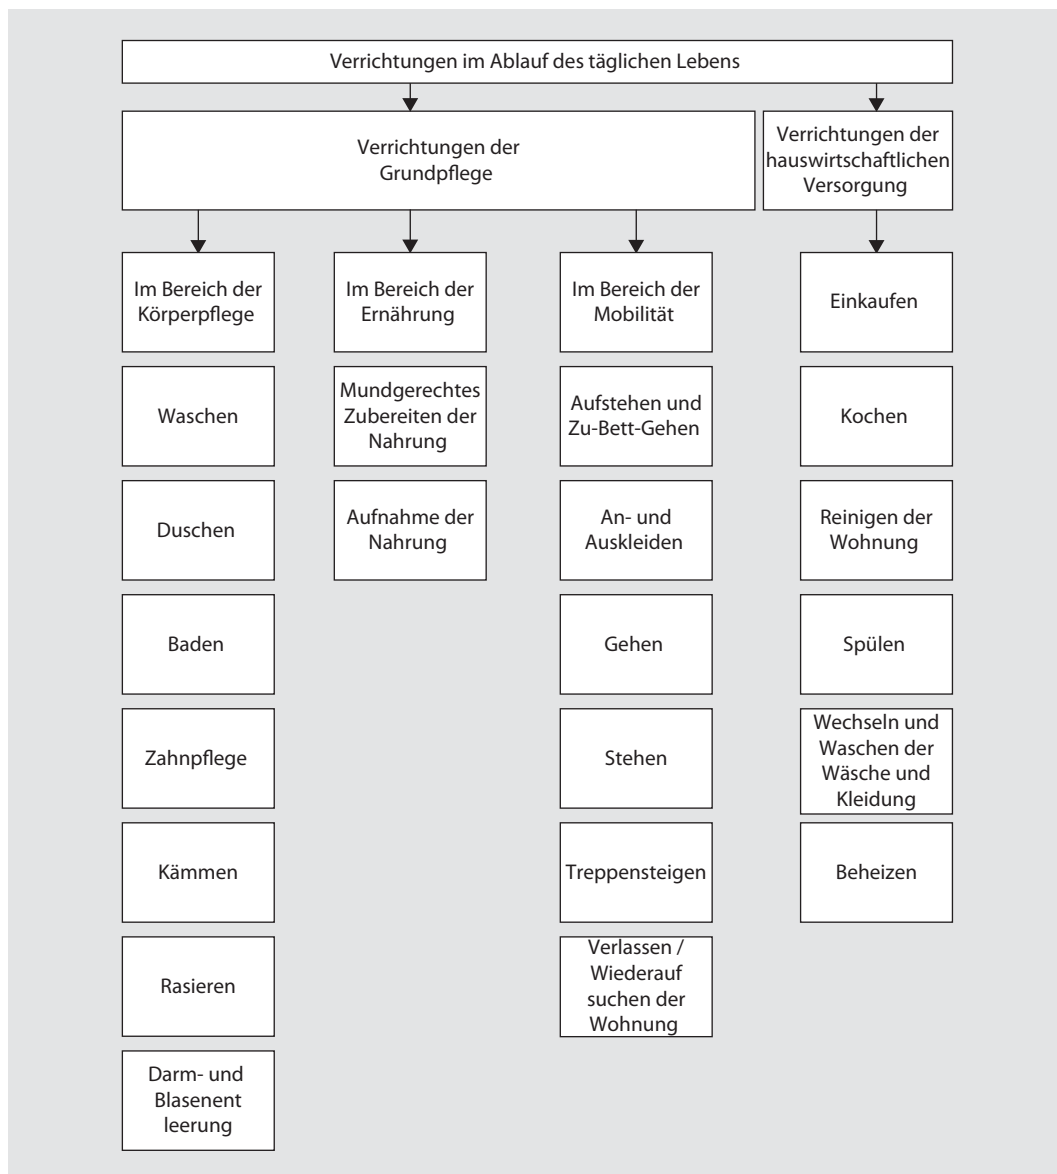 Verrichtungen im Ablauf des täglichen Lebens
Verrichtungen der
Grundpflege
Verrichtungen der
hauswirtschaftlichen
Versorgung
Im Bereich der
Körperpflege
Waschen
Duschen
Baden
Zahnpflege
Kämmen
Rasieren
Darm- und
Blasenent
leerung
Im Bereich der
Ernährung
Mundgerechtes
Zubereiten der
Nahrung
Aufnahme der
Nahrung
Im Bereich der
Mobilität
Aufstehen und
Zu-Bett-Gehen
An- und
Auskleiden
Gehen
Stehen
Treppensteigen
Verlassen /
Wiederauf
suchen der
Wohnung
Einkaufen
Kochen
Reinigen der
Wohnung
Spülen
Wechseln und
Waschen der
Wäsche und
Kleidung
Beheizen